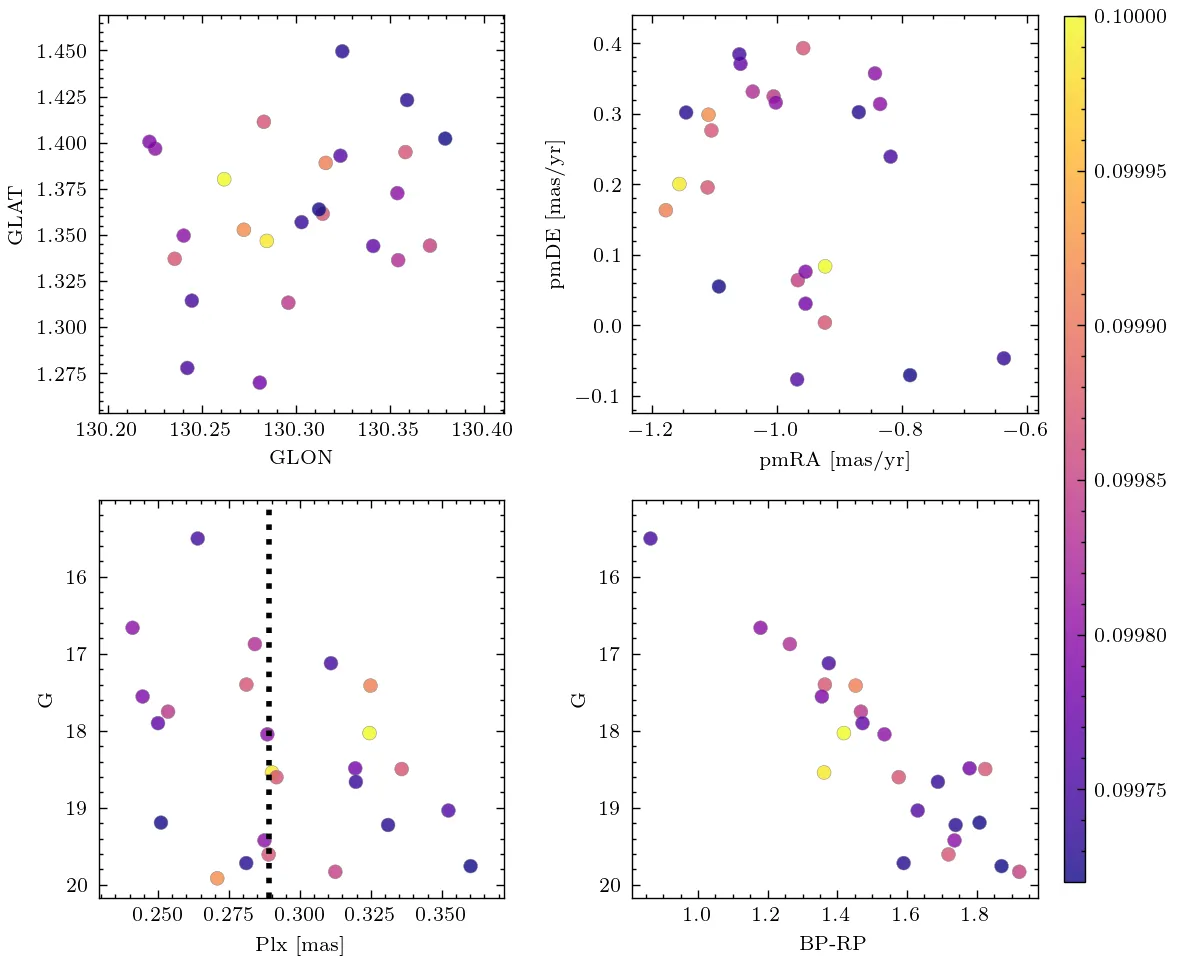 1.450
1.425
1.400
1.375
1.350
1.325
1.300
1.275
GLAT
130.20 130.25 130.30 130.35 130.40
GLON
0.4
0.3
0.2
0.1
0.0
−0.1
pmDE [mas/yr]
−1.2 −1.0 −0.8 −0.6
pmRA [mas/yr]
16
17
18
19
20
G
0.250 0.275 0.300 0.325 0.350
Plx [mas]
16
17
18
19
20
G
1.0 1.2 1.4 1.6 1.8
BP-RP
0.10000
0.09995
0.09990
0.09985
0.09980
0.09975